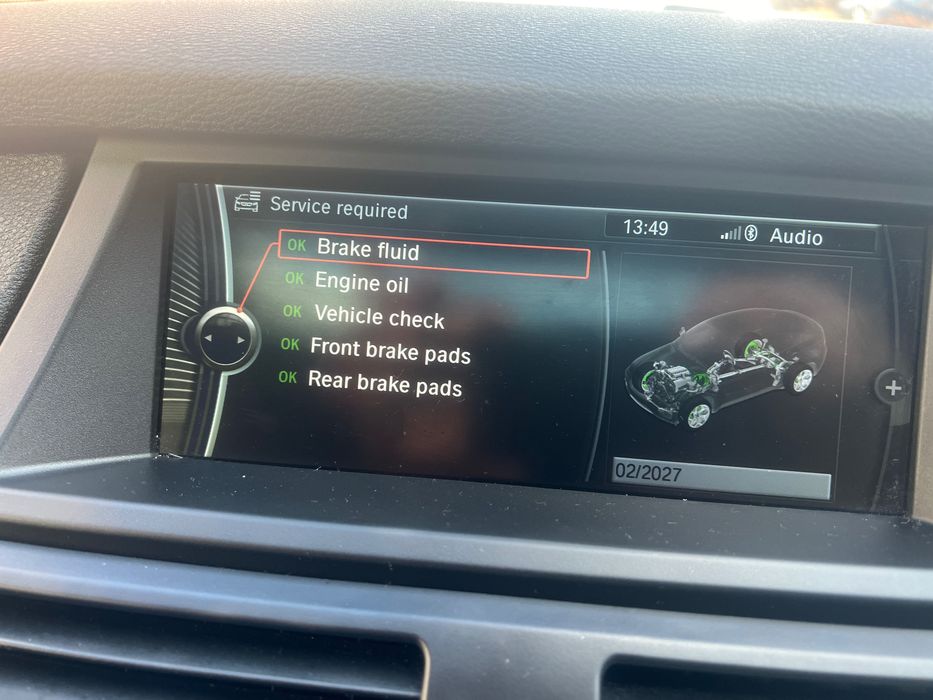 Service required
13:49 Audio
OK Brake fluid
OK Engine oil
OK Vehicle check
OK Front brake pads
OK Rear brake pads
02/2027